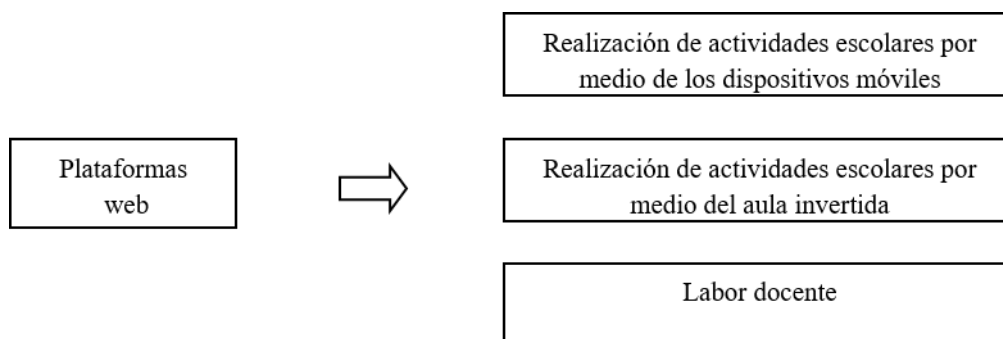 Realización de actividades escolares por
medio de los dispositivos móviles
Plataformas
web
Realización de actividades escolares por
medio del aula invertida
Labor docente